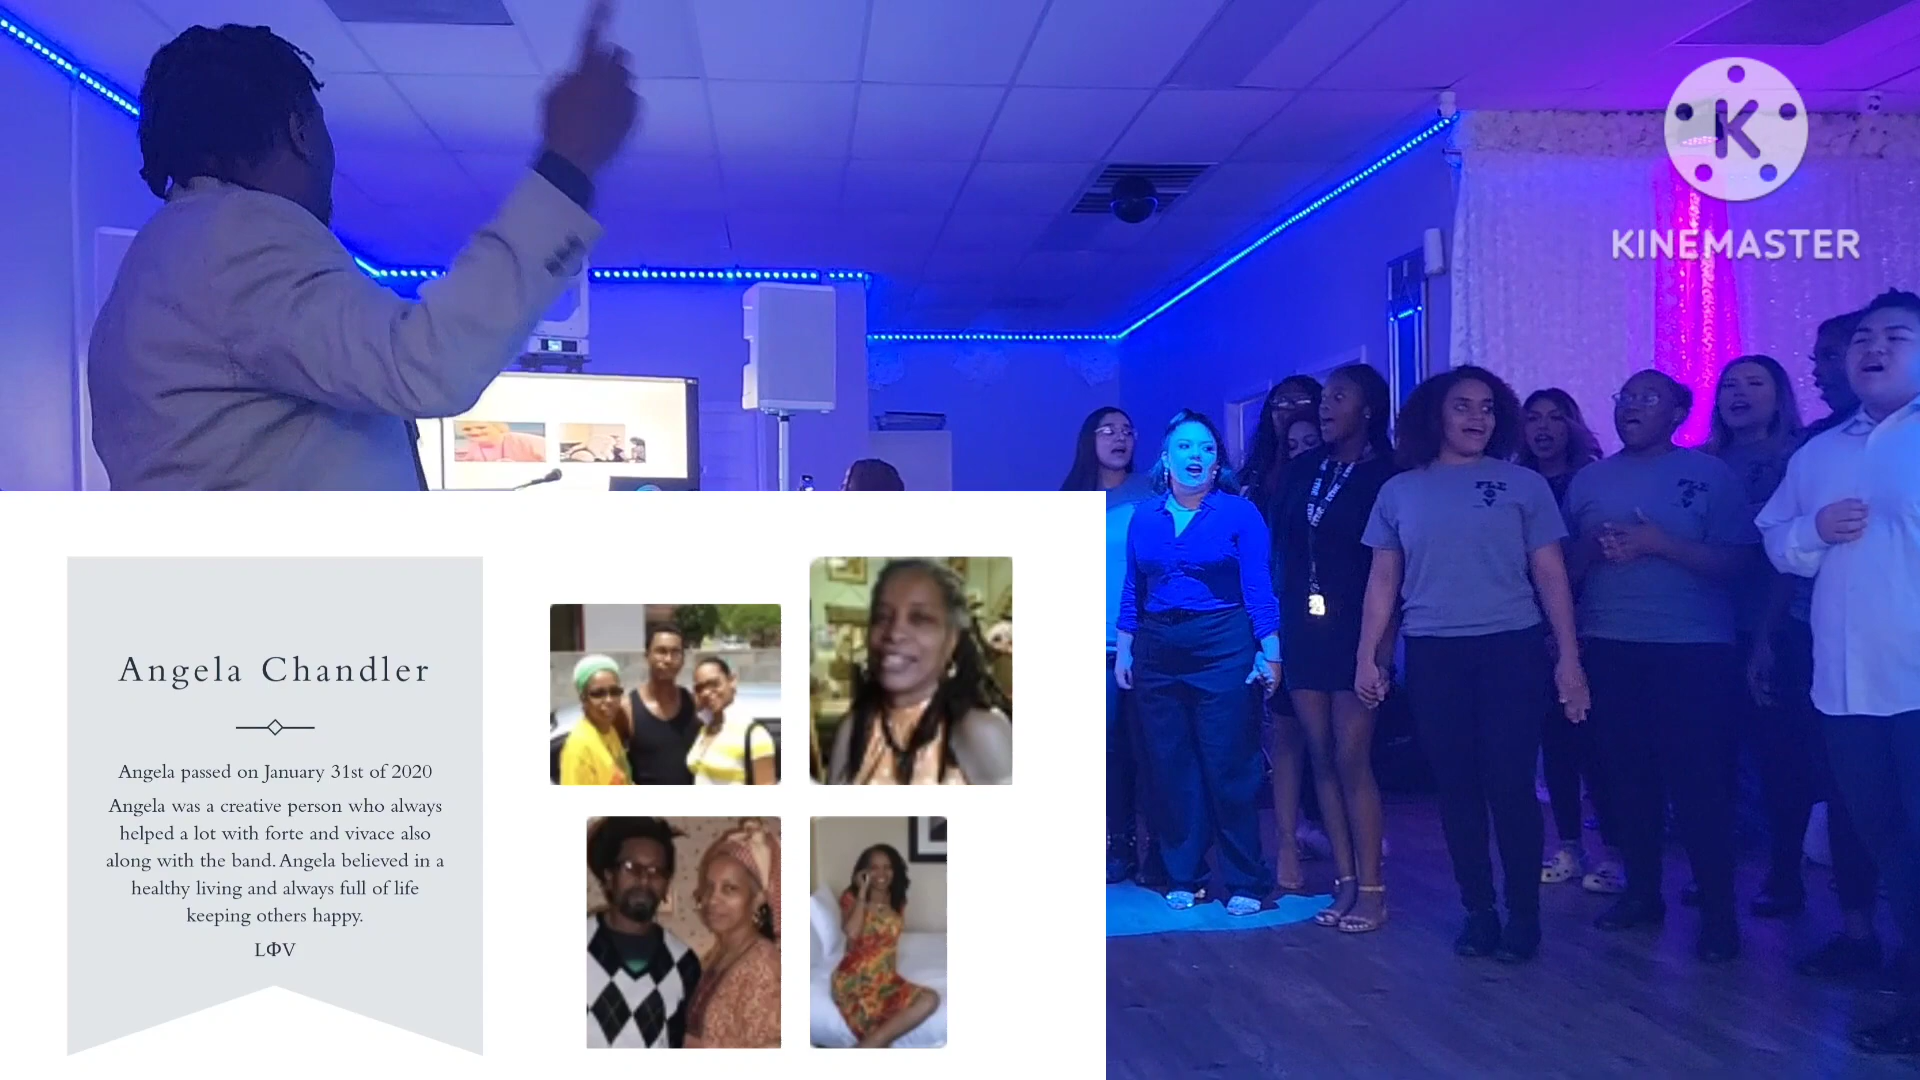 K
KINEMASTER
FLΣ
Φ
V
FLΣ
Φ
V
Angela Chandler
Angela passed on January 31st of 2020
Angela was a creative person who always
helped a lot with forte and vivace also
along with the band. Angela believed in a
healthy living and always full of life
keeping others happy.
LΦV